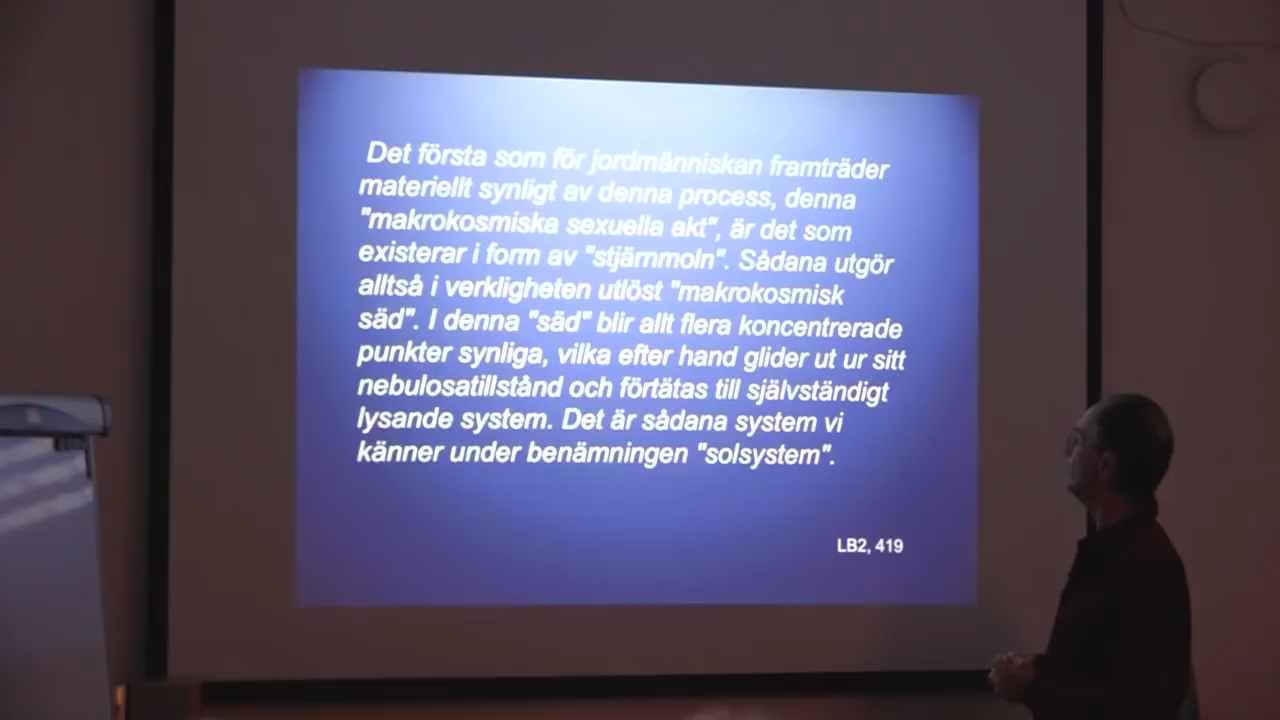 Det första som för jordmänniskan framträder
materiellt synligt av denna process, denna
"makrokosmiska sexuella akt", är det som
existerar i form av "stjärnmoln". Sådana utgör
alltså i verkligheten utlöst "makrokosmisk
säd". I denna "säd" blir allt flera koncentrerade
punkter synliga, vilka efter hand glider ut ur sitt
nebulosatillstånd och förtätas till självständigt
lysande system. Det är sådana system vi
känner under benämningen "solsystem".
LB2, 419